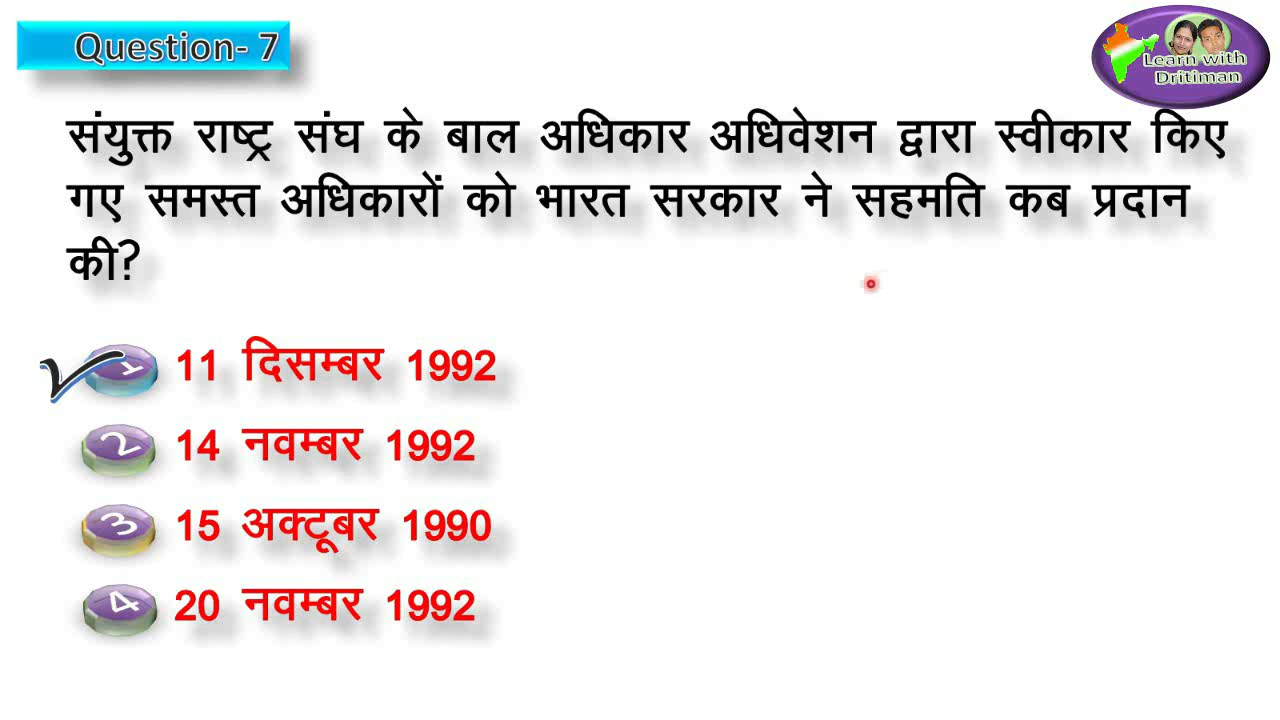 Question- 7
Learn with
Dritiman
संयुक्त राष्ट्र संघ के बाल अधिकार अधिवेशन द्वारा स्वीकार किए
गए समस्त अधिकारों को भारत सरकार ने सहमति कब प्रदान
की?
1 11 दिसम्बर 1992
2 14 नवम्बर 1992
3 15 अक्टूबर 1990
4 20 नवम्बर 1992